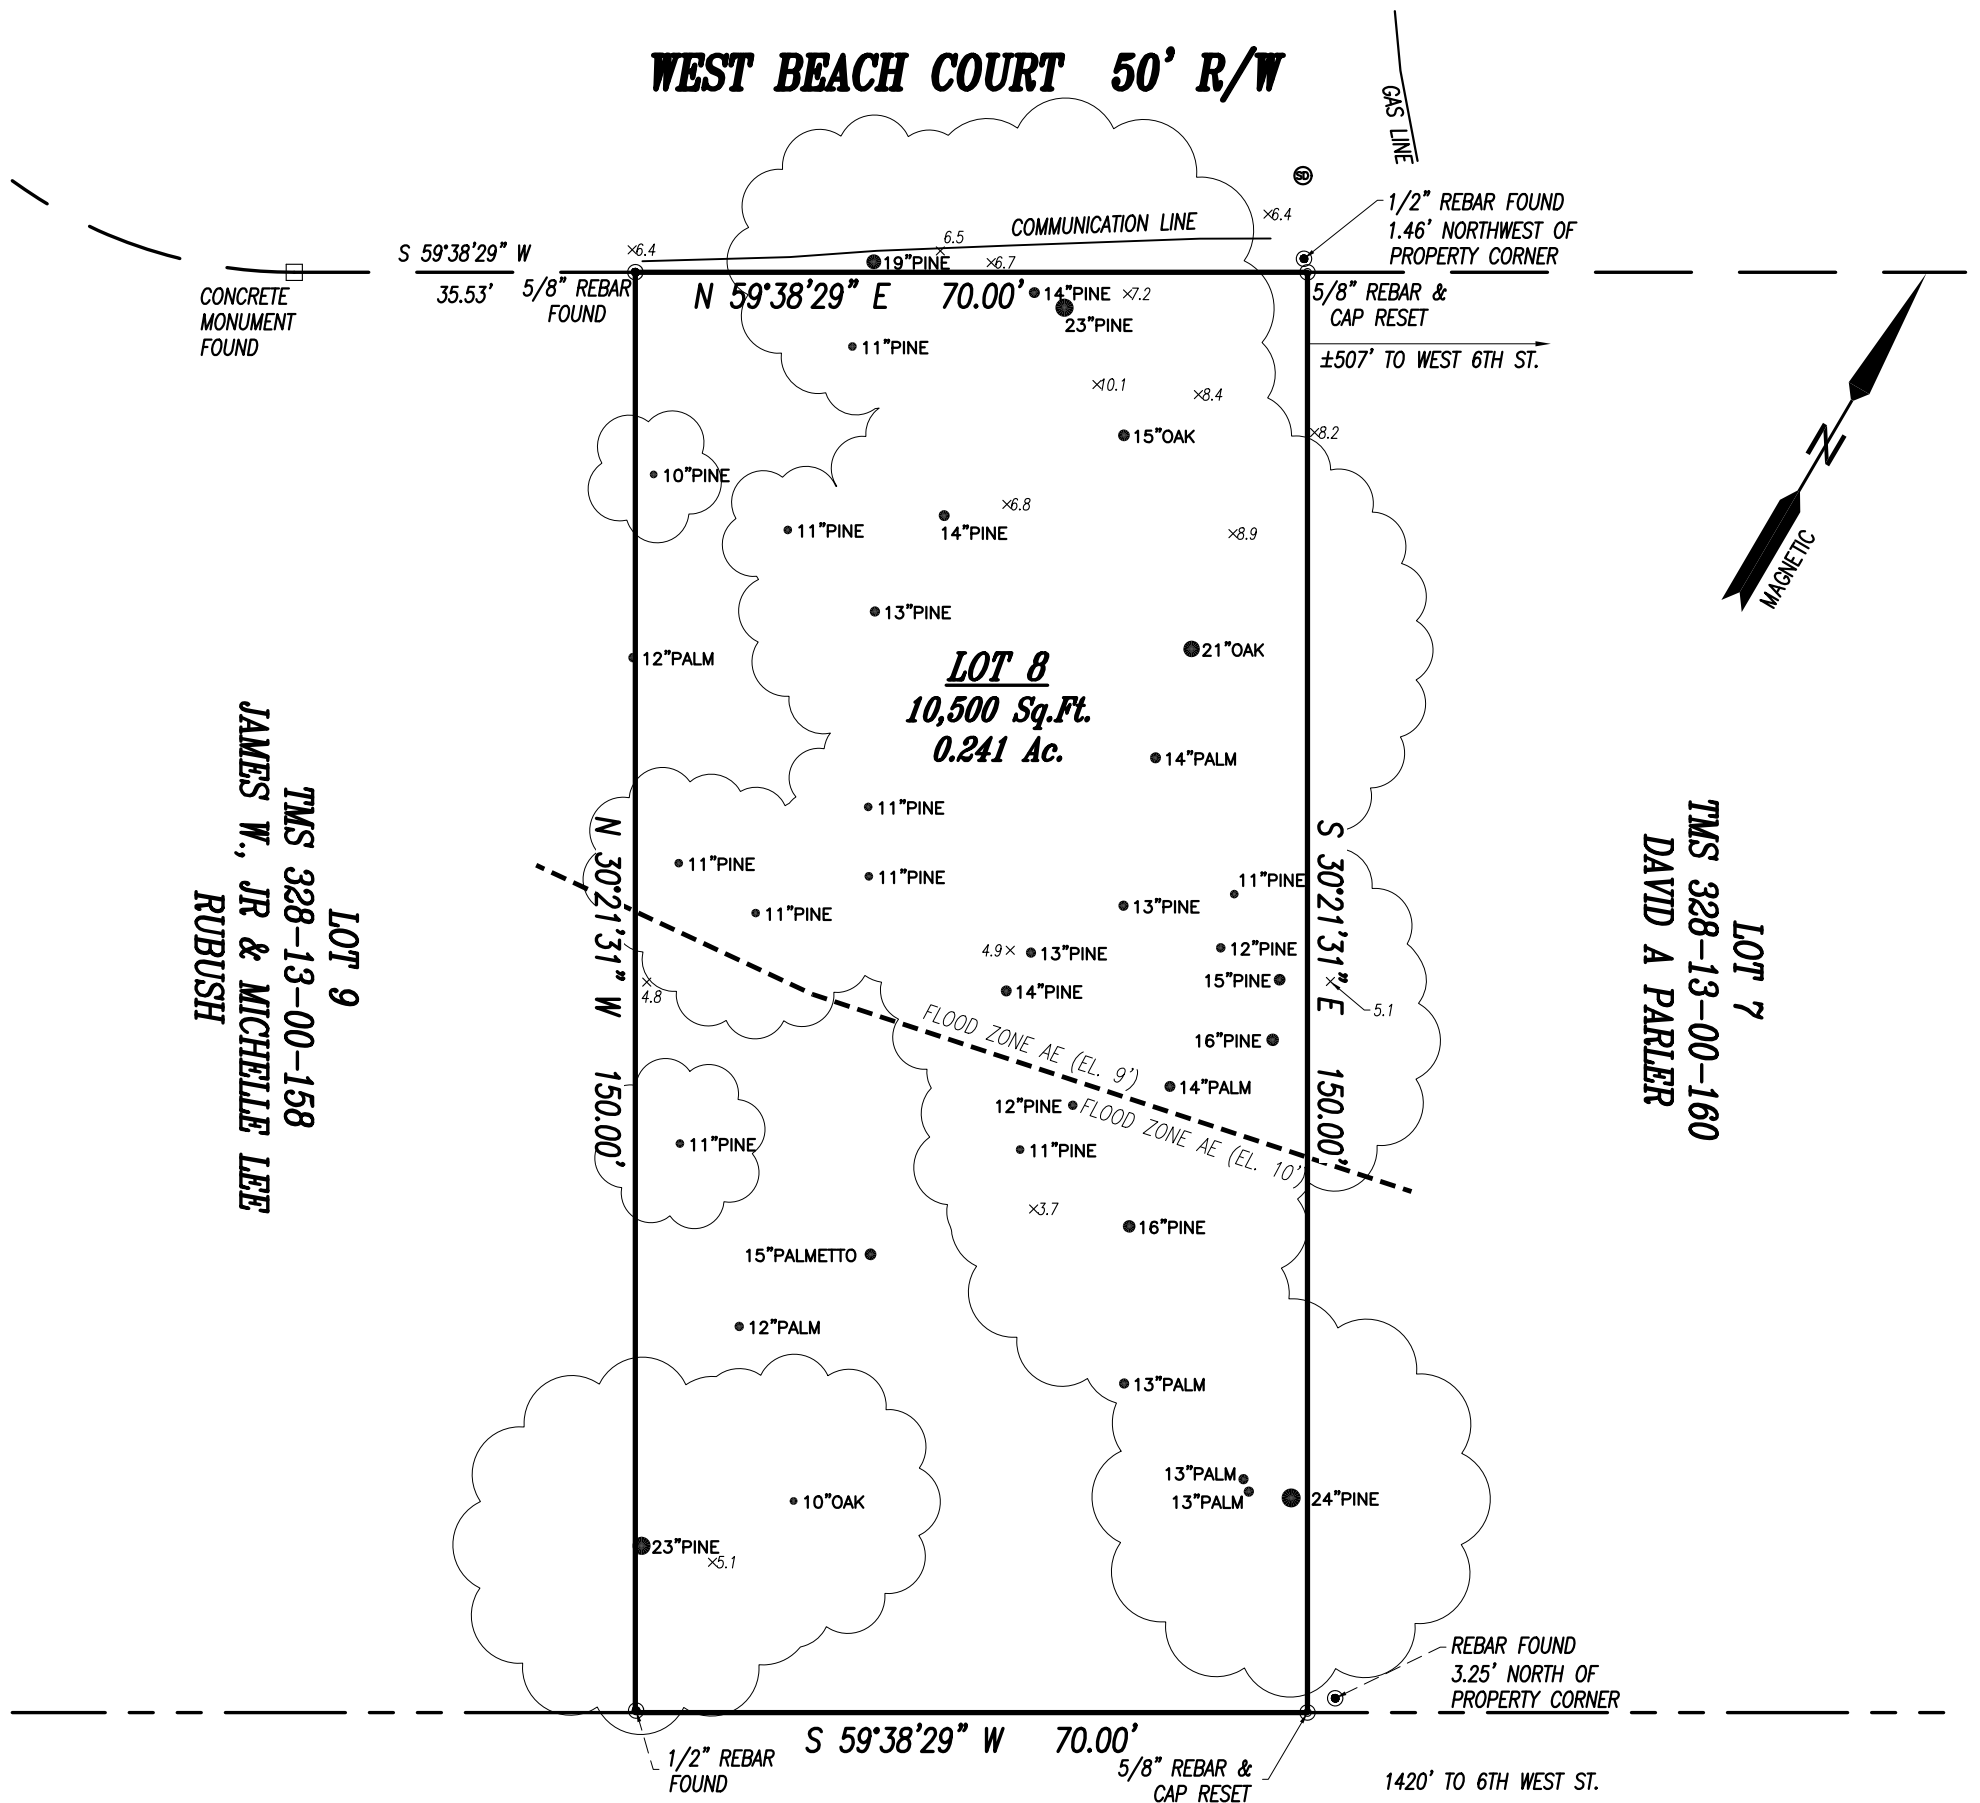 WEST BEACH COURT 50' R/W
GAS LINE
SD
1/2" REBAR FOUND
1.46' NORTHWEST OF
PROPERTY CORNER
×6.4
COMMUNICATION LINE
6.5
×6.4
S 59°38'29" W
35.53'
CONCRETE
MONUMENT
FOUND
5/8" REBAR
FOUND
19"PINE
×6.7
N 59°38'29" E 70.00'
14"PINE
×7.2
23"PINE
5/8" REBAR &
CAP RESET
±507' TO WEST 6TH ST.
11"PINE
×10.1
×8.4
15"OAK
×8.2
10"PINE
N
MAGNETIC
11"PINE
14"PINE
×6.8
×8.9
13"PINE
12"PALM
21"OAK
LOT 8
10,500 Sq.Ft.
0.241 Ac.
14"PALM
11"PINE
11"PINE
11"PINE
11"PINE
11"PINE
13"PINE
12"PINE
4.9×
13"PINE
15"PINE
14"PINE
4.8
5.1
16"PINE
14"PALM
FLOOD ZONE AE (EL. 9')
FLOOD ZONE AE (EL. 10')
12"PINE
11"PINE
11"PINE
N 30°21'31" W 150.00'
S 30°21'31" E 150.00'
LOT 9
TMS 328-13-00-158
JAMES W., JR & MICHELLE LEE
RUBUSH
LOT 7
TMS 328-13-00-160
DAVID A PARLER
×3.7
16"PINE
15"PALMETTO
12"PALM
13"PALM
13"PALM
13"PALM
24"PINE
10"OAK
23"PINE
×5.1
REBAR FOUND
3.25' NORTH OF
PROPERTY CORNER
S 59°38'29" W 70.00'
1/2" REBAR
FOUND
5/8" REBAR &
CAP RESET
1420' TO 6TH WEST ST.